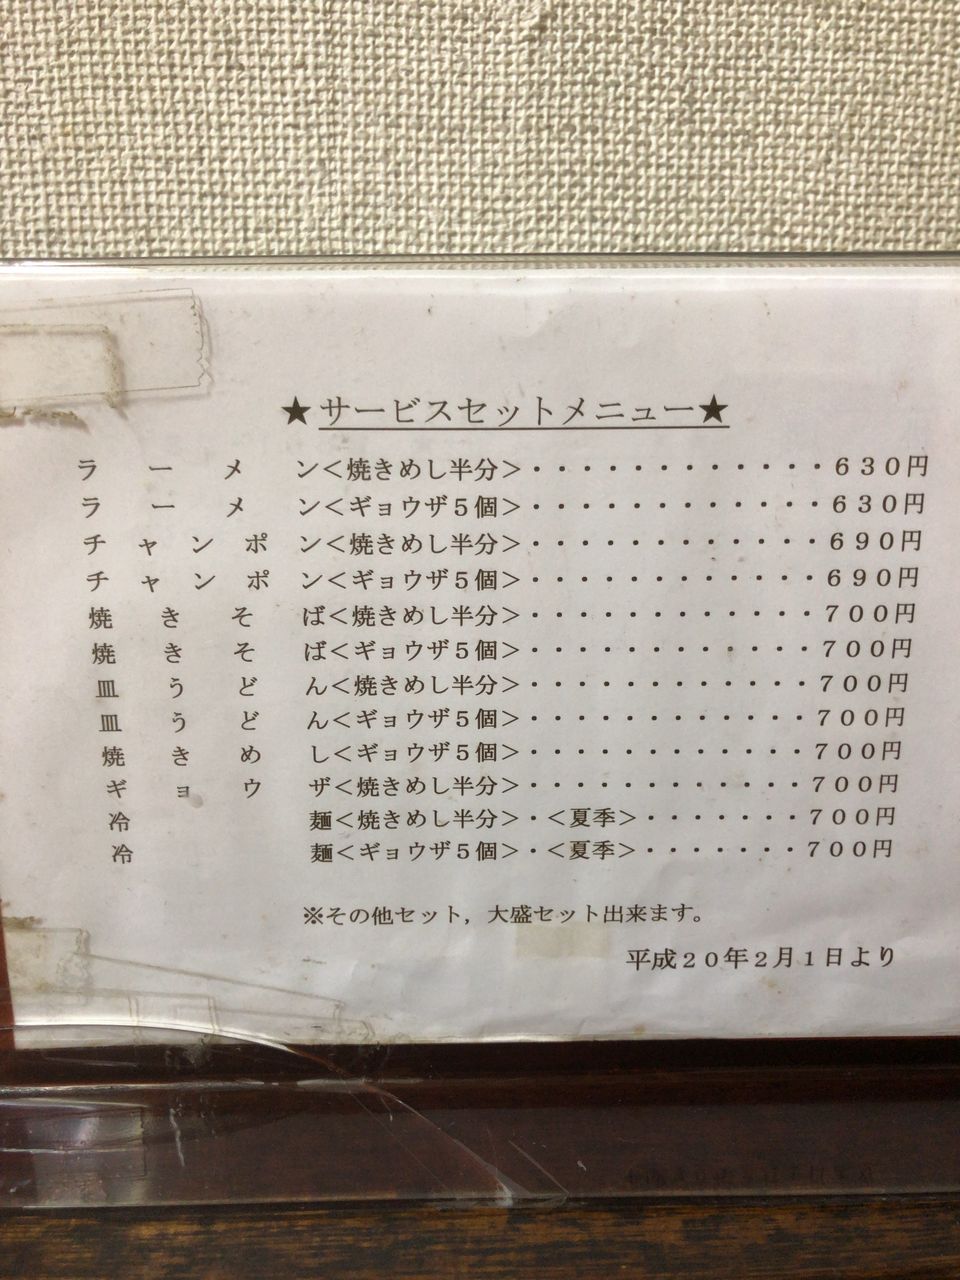 ★サービスセットメニュー★
ラーメン＜焼きめし半分＞・・・・・・・・・・・・６３０円
ラーメン＜ギョウザ５個＞・・・・・・・・・・・・６３０円
チャンポン＜焼きめし半分＞・・・・・・・・・・・・６９０円
チャンポン＜ギョウザ５個＞・・・・・・・・・・・・６９０円
焼きそば＜焼きめし半分＞・・・・・・・・・・・・７００円
焼きそば＜ギョウザ５個＞・・・・・・・・・・・・７００円
皿うどん＜焼きめし半分＞・・・・・・・・・・・・７００円
皿うどん＜ギョウザ５個＞・・・・・・・・・・・・７００円
焼きめし＜ギョウザ５個＞・・・・・・・・・・・・７００円
ギョウザ＜焼きめし半分＞・・・・・・・・・・・・７００円
冷麺＜焼きめし半分＞・＜夏季＞・・・・・・・７００円
冷麺＜ギョウザ５個＞・＜夏季＞・・・・・・・７００円
※その他セット，大盛セット出来ます。
平成２０年２月１日より